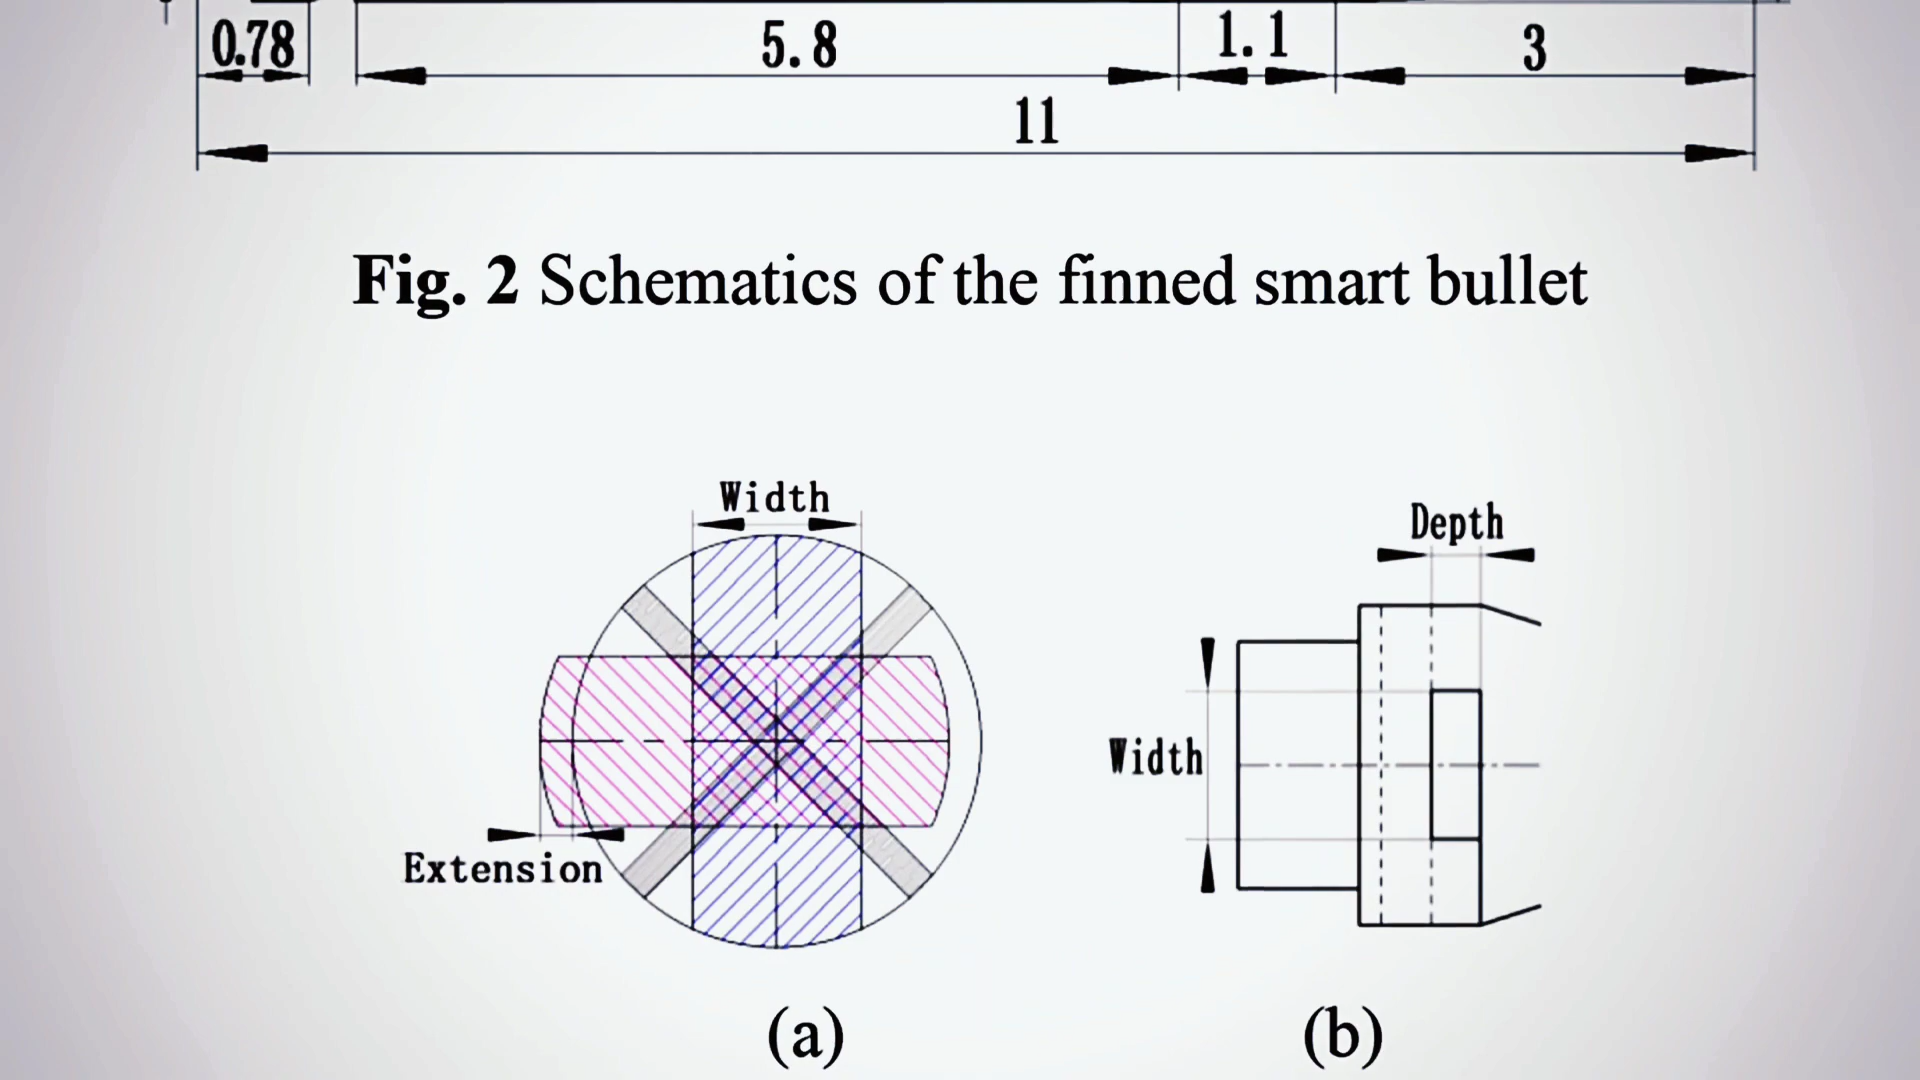 0.78 5.8 1.1 3
11
Fig. 2 Schematics of the finned smart bullet
Width
Depth
Width
Extension
(a) (b)